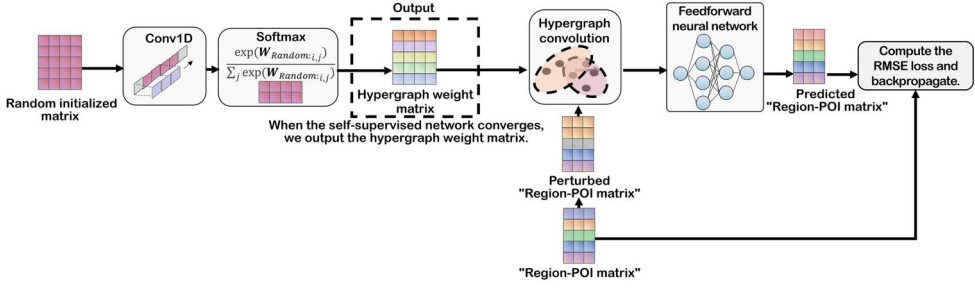 Random initialized
matrix
Conv1D
Softmax
exp(W_Random:i,j)
∑_j exp(W_Random:i,j)
Output
Hypergraph weight
matrix
When the self-supervised network converges,
we output the hypergraph weight matrix.
Hypergraph
convolution
Perturbed
"Region-POI matrix"
"Region-POI matrix"
Feedforward
neural network
Predicted
"Region-POI matrix"
Compute the
RMSE loss and
backpropagate.